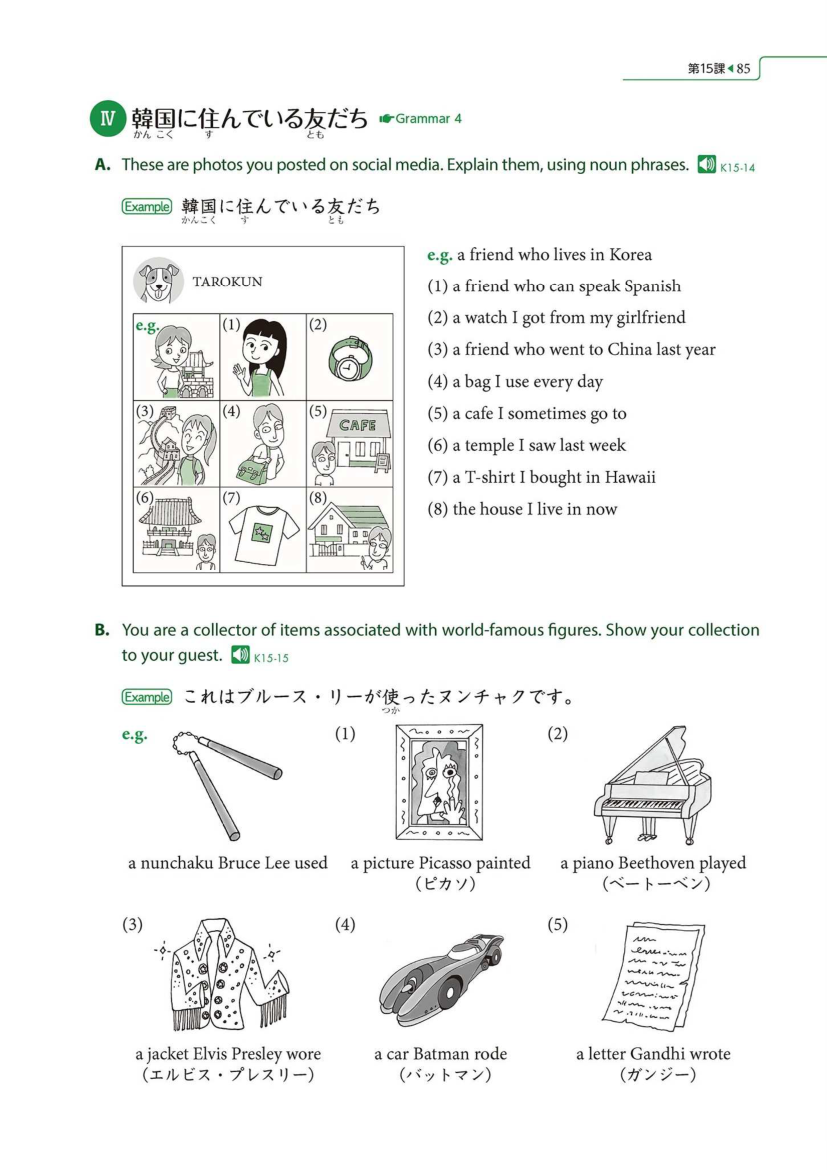 第15課◀85
Ⅳ 韓国に住んでいる友だち ☛Grammar 4
かん こく す とも
A. These are photos you posted on social media. Explain them, using noun phrases. K15-14
Example 韓国に住んでいる友だち
かんこく す とも
TAROKUN
e.g. (1) (2)
(3) (4) (5)
CAFE
(6) (7) (8)
e.g. a friend who lives in Korea
(1) a friend who can speak Spanish
(2) a watch I got from my girlfriend
(3) a friend who went to China last year
(4) a bag I use every day
(5) a cafe I sometimes go to
(6) a temple I saw last week
(7) a T-shirt I bought in Hawaii
(8) the house I live in now
B. You are a collector of items associated with world-famous figures. Show your collection
to your guest. K15-15
Example これはブルース・リーが使ったヌンチャクです。
つか
e.g. (1) (2)
a nunchaku Bruce Lee used a picture Picasso painted a piano Beethoven played
（ピカソ） （ベートーベン）
(3) (4) (5)
a jacket Elvis Presley wore a car Batman rode a letter Gandhi wrote
（エルビス・プレスリー） （バットマン） （ガンジー）